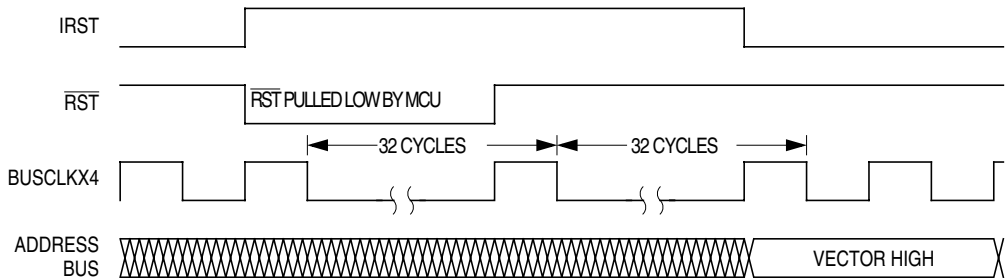 IRST
RST
RST PULLED LOW BY MCU
32 CYCLES
32 CYCLES
BUSCLKX4
ADDRESS
BUS
VECTOR HIGH